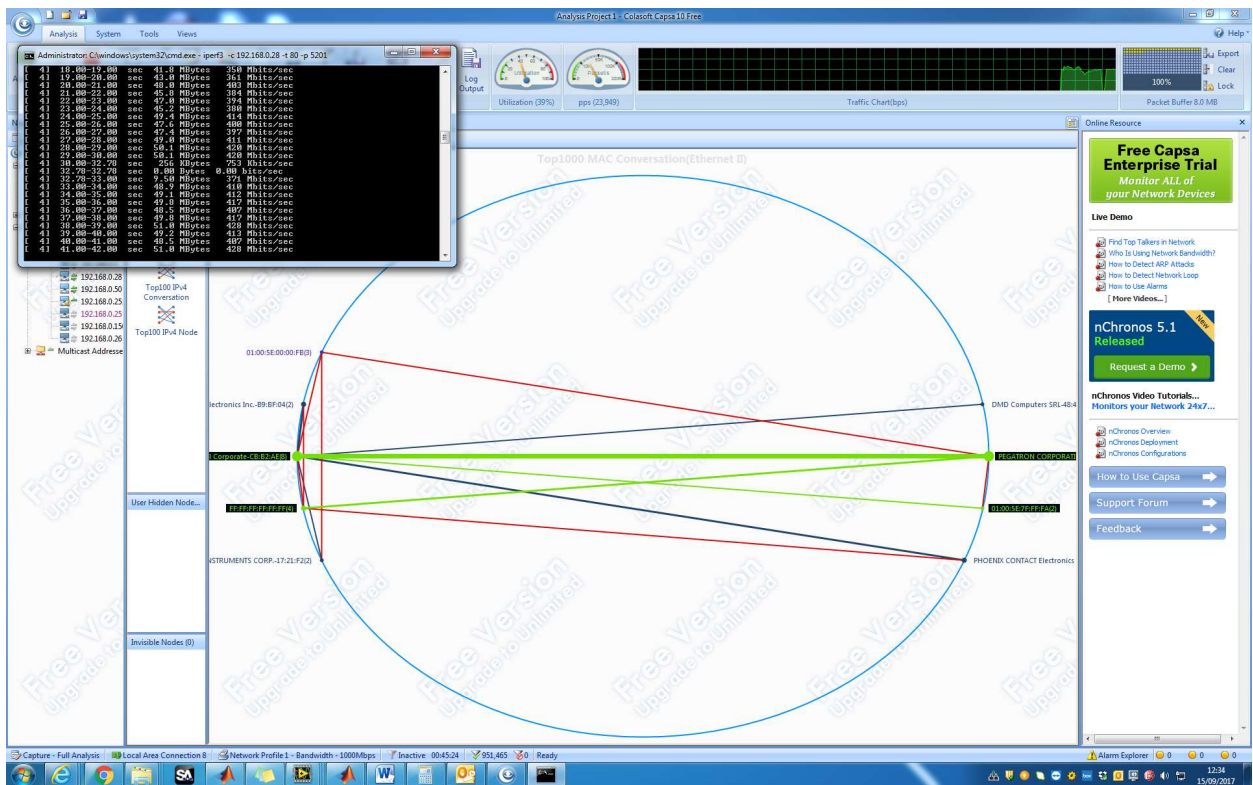 Analysis Project 1 - Colasoft Capsa 10 Free
Analysis System Tools Views
Help
Administrator: C:\windows\system32\cmd.exe - iperf3 -c 192.168.0.28 -t 80 -p 5201
[ 4] 18.00-19.00 sec 41.8 MBytes 350 Mbits/sec
[ 4] 19.00-20.00 sec 43.0 MBytes 361 Mbits/sec
[ 4] 20.00-21.00 sec 48.0 MBytes 403 Mbits/sec
[ 4] 21.00-22.00 sec 45.8 MBytes 384 Mbits/sec
[ 4] 22.00-23.00 sec 47.0 MBytes 394 Mbits/sec
[ 4] 23.00-24.00 sec 45.2 MBytes 380 Mbits/sec
[ 4] 24.00-25.00 sec 49.4 MBytes 414 Mbits/sec
[ 4] 25.00-26.00 sec 47.6 MBytes 400 Mbits/sec
[ 4] 26.00-27.00 sec 47.4 MBytes 397 Mbits/sec
[ 4] 27.00-28.00 sec 49.0 MBytes 411 Mbits/sec
[ 4] 28.00-29.00 sec 50.1 MBytes 420 Mbits/sec
[ 4] 29.00-30.00 sec 50.1 MBytes 420 Mbits/sec
[ 4] 30.00-32.78 sec 256 KBytes 753 Kbits/sec
[ 4] 32.78-32.78 sec 0.00 Bytes 0.00 bits/sec
[ 4] 32.78-33.00 sec 9.50 MBytes 371 Mbits/sec
[ 4] 33.00-34.00 sec 48.9 MBytes 410 Mbits/sec
[ 4] 34.00-35.00 sec 49.1 MBytes 412 Mbits/sec
[ 4] 35.00-36.00 sec 49.8 MBytes 417 Mbits/sec
[ 4] 36.00-37.00 sec 48.5 MBytes 407 Mbits/sec
[ 4] 37.00-38.00 sec 49.8 MBytes 417 Mbits/sec
[ 4] 38.00-39.00 sec 51.0 MBytes 428 Mbits/sec
[ 4] 39.00-40.00 sec 49.2 MBytes 413 Mbits/sec
[ 4] 40.00-41.00 sec 48.5 MBytes 407 Mbits/sec
[ 4] 41.00-42.00 sec 51.0 MBytes 428 Mbits/sec
Log
Output
Utilization (39%)
pps (23,949)
Traffic Chart(bps)
100%
Packet Buffer 8.0 MB
Export
Clear
Lock
Top1000 MAC Conversation(Ethernet II)
192.168.0.28
192.168.0.50
192.168.0.25
192.168.0.25
192.168.0.15
192.168.0.26
Multicast Addresse
Top100 IPv4
Conversation
Top100 IPv4 Node
User Hidden Node...
Invisible Nodes (0)
01:00:5E:00:00:FB(3)
lectronics Inc.-B9:BF:04(2)
l Corporate-CB:B2:AE(8)
FF:FF:FF:FF:FF:FF(4)
NSTRUMENTS CORP.-17:21:F2(2)
DMD Computers SRL-48:4
PEGATRON CORPORATI
01:00:5E:7F:FF:FA(2)
PHOENIX CONTACT Electronics
Free Version
Upgrade to Unlimited
Online Resource
Free Capsa
Enterprise Trial
Monitor ALL of
your Network Devices
Live Demo
Find Top Talkers in Network
Who Is Using Network Bandwidth?
How to Detect ARP Attacks
How to Detect Network Loop
How to Use Alarms
[ More Videos... ]
nChronos 5.1
Released
New
Request a Demo
nChronos Video Tutorials...
Monitors your Network 24x7...
nChronos Overview
nChronos Deployment
nChronos Configurations
How to Use Capsa
Support Forum
Feedback
Capture - Full Analysis Local Area Connection 8 Network Profile 1 - Bandwidth - 1000Mbps Inactive 00:45:24 951,465 0 Ready
Alarm Explorer 0 0 0
12:34
15/09/2017